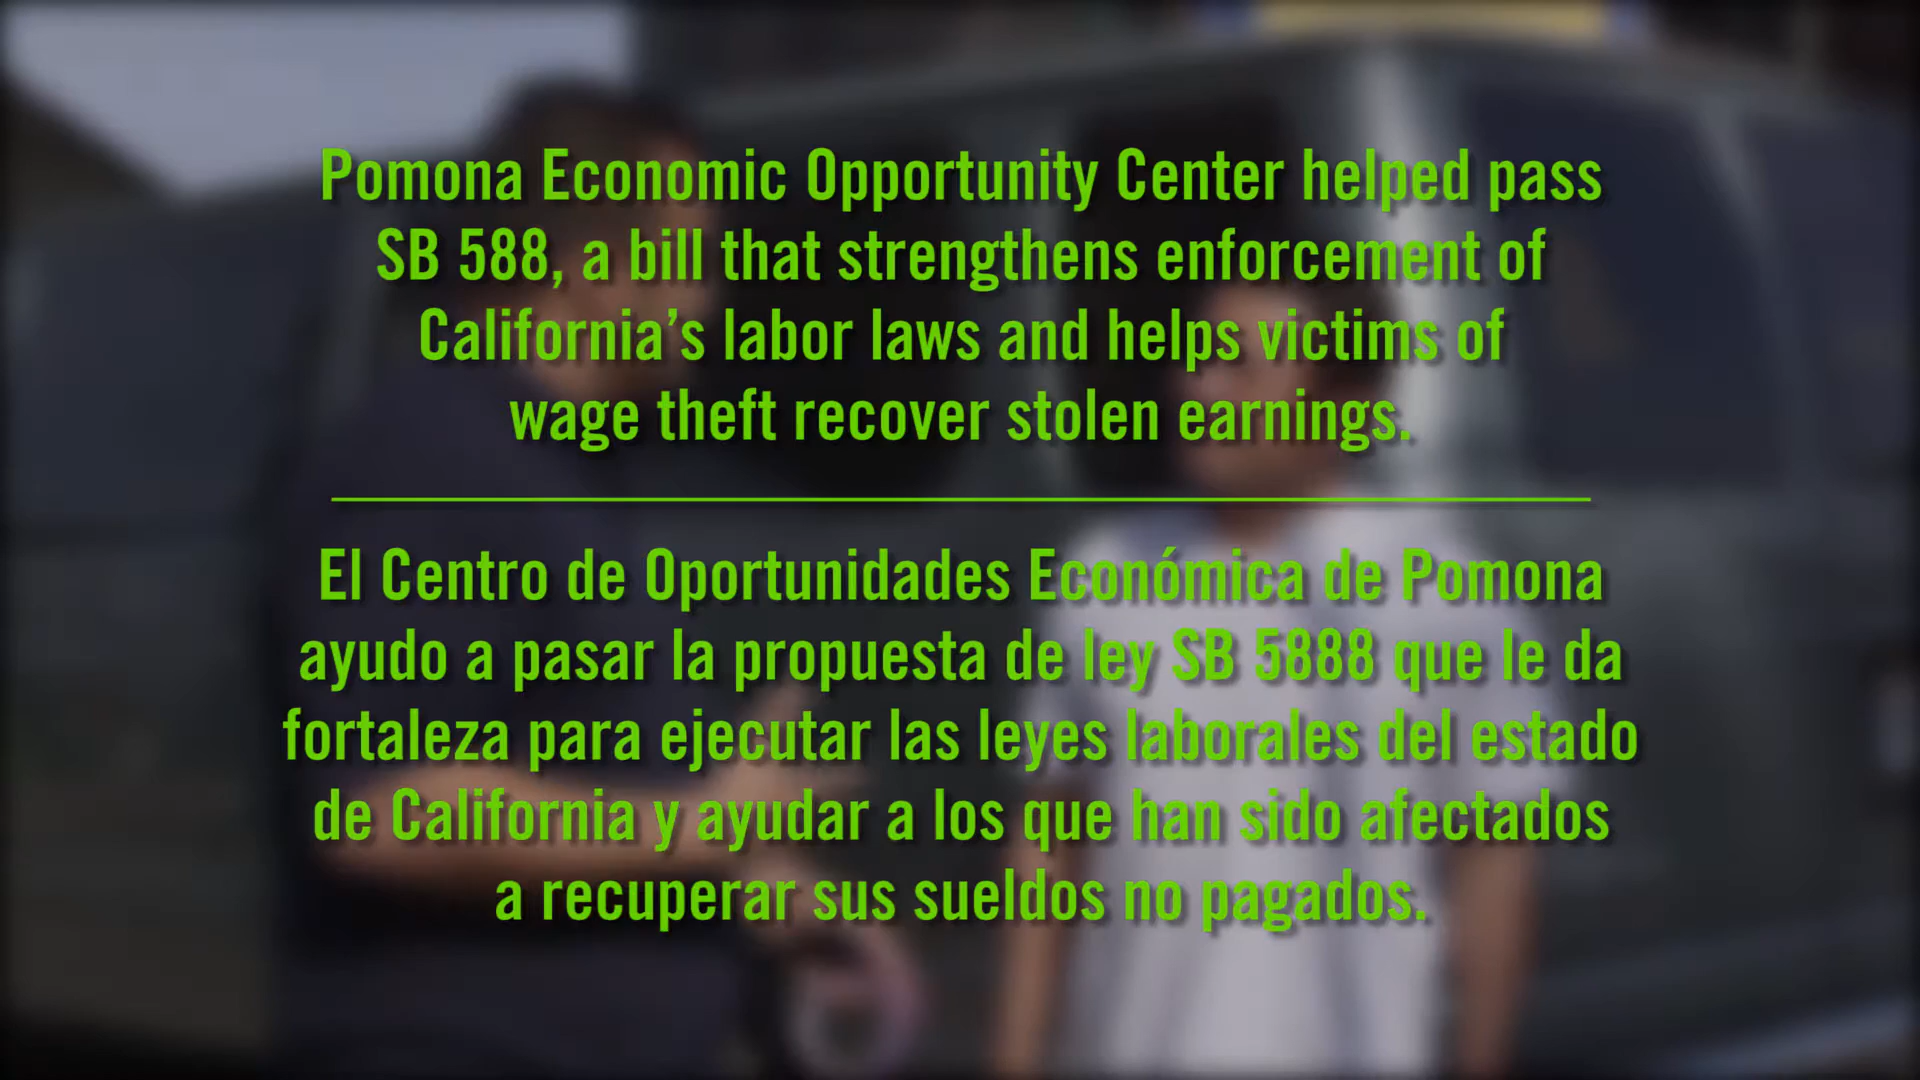 Pomona Economic Opportunity Center helped pass
SB 588, a bill that strengthens enforcement of
California’s labor laws and helps victims of
wage theft recover stolen earnings.
El Centro de Oportunidades Económica de Pomona
ayudo a pasar la propuesta de ley SB 5888 que le da
fortaleza para ejecutar las leyes laborales del estado
de California y ayudar a los que han sido afectados
a recuperar sus sueldos no pagados.